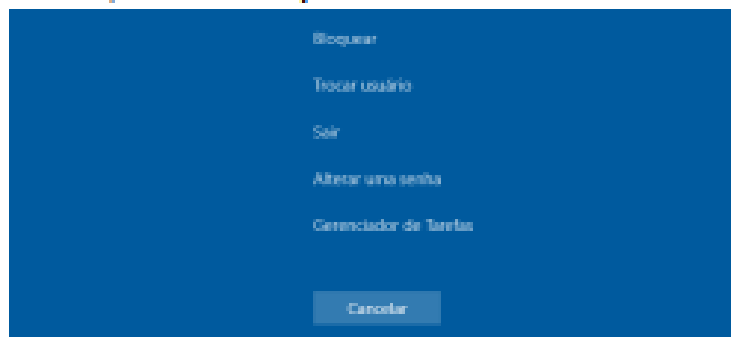 Bloquear
Trocar usuário
Sair
Alterar uma senha
Gerenciador de Tarefas
Cancelar